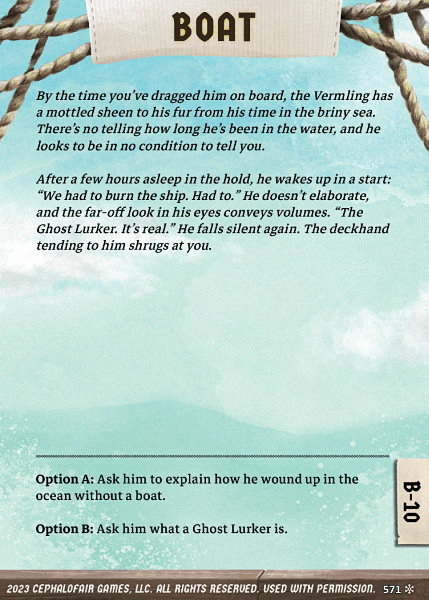 BOAT
By the time you've dragged him on board, the Vermling has
a mottled sheen to his fur from his time in the briny sea.
There's no telling how long he's been in the water, and he
looks to be in no condition to tell you.
After a few hours asleep in the hold, he wakes up in a start:
“We had to burn the ship. Had to.” He doesn't elaborate,
and the far-off look in his eyes conveys volumes. “The
Ghost Lurker. It's real.” He falls silent again. The deckhand
tending to him shrugs at you.
Option A: Ask him to explain how he wound up in the
ocean without a boat.
Option B: Ask him what a Ghost Lurker is.
B-10
2023 CEPHALOFAIR GAMES, LLC. ALL RIGHTS RESERVED. USED WITH PERMISSION. 571